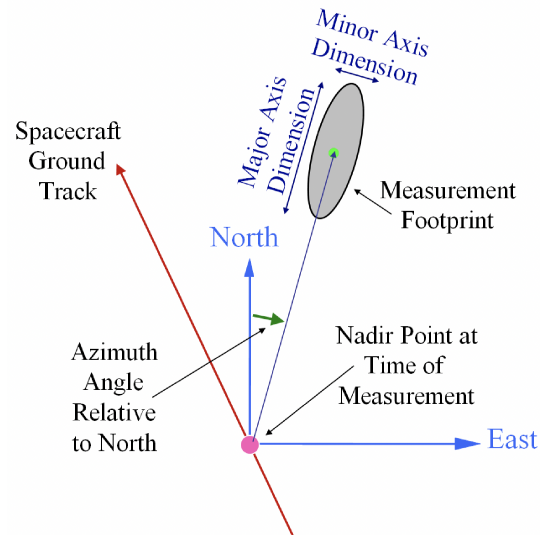 Minor Axis
Dimension
Major Axis
Dimension
Spacecraft
Ground
Track
Measurement
Footprint
North
Azimuth
Angle
Relative
to North
Nadir Point at
Time of
Measurement
East